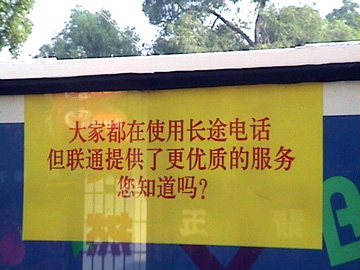 大家都在使用长途电话
但联通提供了更优质的服务
您知道吗?